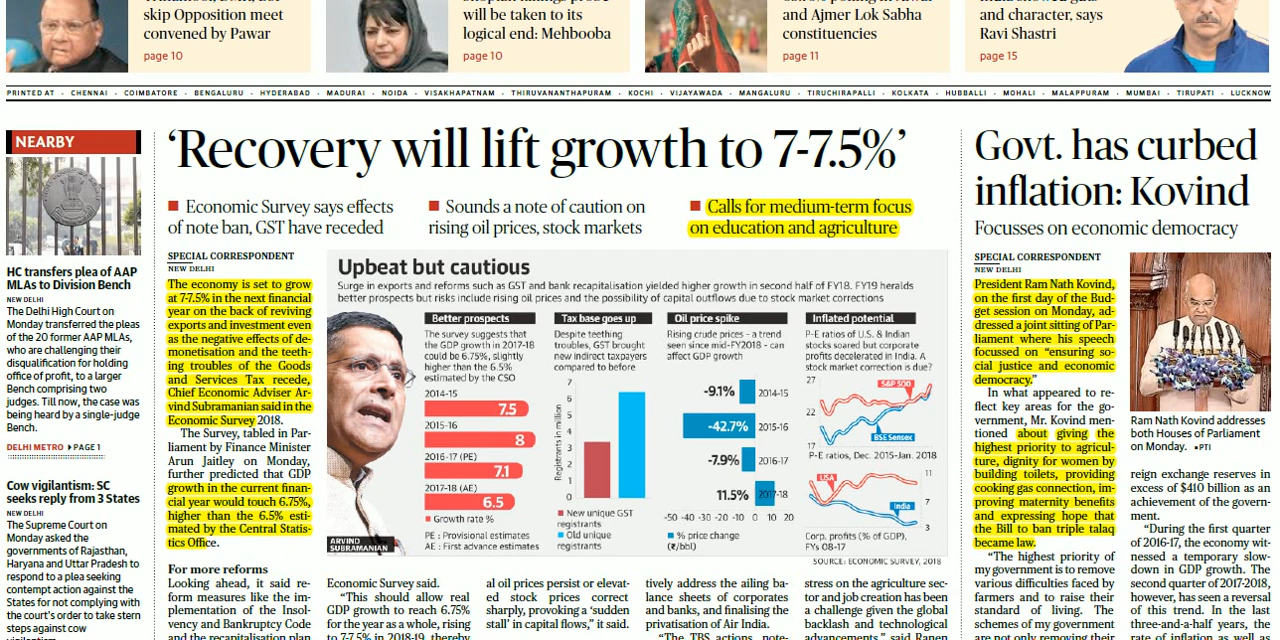 skip Opposition meet
convened by Pawar
page 10
will be taken to its
logical end: Mehbooba
page 10
and Ajmer Lok Sabha
constituencies
page 11
and character, says
Ravi Shastri
page 15
PRINTED AT · CHENNAI · COIMBATORE · BENGALURU · HYDERABAD · MADURAI · NOIDA · VISAKHAPATNAM · THIRUVANANTHAPURAM · KOCHI · VIJAYAWADA · MANGALURU · TIRUCHIRAPALLI · KOLKATA · HUBBALLI · MOHALI · MALAPPURAM · MUMBAI · TIRUPATI · LUCKNOW
NEARBY
HC transfers plea of AAP
MLAs to Division Bench
NEW DELHI
The Delhi High Court on
Monday transferred the pleas
of the 20 former AAP MLAs,
who are challenging their
disqualification for holding
office of profit, to a larger
Bench comprising two
judges. Till now, the case was
being heard by a single-judge
Bench.
DELHI METRO ▶ PAGE 1
Cow vigilantism: SC
seeks reply from 3 States
NEW DELHI
The Supreme Court on
Monday asked the
governments of Rajasthan,
Haryana and Uttar Pradesh to
respond to a plea seeking
contempt action against the
States for not complying with
the court's order to take stern
steps against cow
‘Recovery will lift growth to 7-7.5%’
■ Economic Survey says effects
of note ban, GST have receded
■ Sounds a note of caution on
rising oil prices, stock markets
■ Calls for medium-term focus
on education and agriculture
SPECIAL CORRESPONDENT
NEW DELHI
The economy is set to grow
at 7-7.5% in the next financial
year on the back of reviving
exports and investment even
as the negative effects of de-
monetisation and the teeth-
ing troubles of the Goods
and Services Tax recede,
Chief Economic Adviser Ar-
vind Subramanian said in the
Economic Survey 2018.
The Survey, tabled in Par-
liament by Finance Minister
Arun Jaitley on Monday,
further predicted that GDP
growth in the current finan-
cial year would touch 6.75%,
higher than the 6.5% esti-
mated by the Central Statis-
tics Office.
For more reforms
Looking ahead, it said re-
form measures like the im-
plementation of the Insol-
vency and Bankruptcy Code
and the recapitalisation plan
Upbeat but cautious
Surge in exports and reforms such as GST and bank recapitalisation yielded higher growth in second half of FY18. FY19 heralds
better prospects but risks include rising oil prices and the possibility of capital outflows due to stock market corrections
ARVIND
SUBRAMANIAN
Better prospects
The survey suggests that
the GDP growth in 2017-18
could be 6.75%, slightly
higher than the 6.5%
estimated by the CSO
2014-15
7.5
2015-16
8
2016-17 (PE)
7.1
2017-18 (AE)
6.5
■ Growth rate %
PE : Provisional estimates
AE : First advance estimates
Tax base goes up
Despite teething
troubles, GST brought
new indirect taxpayers
compared to before
Registrans in million
7
6
5
4
3
2
1
0
■ New unique GST
registrants
■ Old unique
registrants
Oil price spike
Rising crude prices - a trend
seen since mid-FY2018 - can
affect GDP growth
-9.1% 2014-15
-42.7% 2015-16
-7.9% 2016-17
11.5% 2017-18
-50 -40 -30 -20 -10 0 10 20
■ % price change
(₹/bbl)
Inflated potential
P-E ratios of U.S. & Indian
stocks soared but corporate
profits decelerated in India. A
stock market correction is due?
27
22
17
S&P 500
BSE Sensex
P-E ratios, Dec. 2015-Jan. 2018
USA
India
11
7
3
Corp. profits (% of GDP),
FYs 08-17
SOURCE: ECONOMIC SURVEY, 2018
Economic Survey said.
“This should allow real
GDP growth to reach 6.75%
for the year as a whole, rising
to 7-7.5% in 2018-19, thereby
al oil prices persist or elevat-
ed stock prices correct
sharply, provoking a ‘sudden
stall’ in capital flows,” it said.
tively address the ailing ba-
lance sheets of corporates
and banks, and finalising the
privatisation of Air India.
“The TBS actions, note-
stress on the agriculture sec-
tor and job creation has been
a challenge given the global
backlash and technological
advancements,” said Ranen
Govt. has curbed
inflation: Kovind
Focusses on economic democracy
SPECIAL CORRESPONDENT
NEW DELHI
President Ram Nath Kovind,
on the first day of the Bud-
get session on Monday, ad-
dressed a joint sitting of Par-
liament where his speech
focussed on “ensuring so-
cial justice and economic
democracy.”
In what appeared to re-
flect key areas for the go-
vernment, Mr. Kovind men-
tioned about giving the
highest priority to agricul-
ture, dignity for women by
building toilets, providing
cooking gas connection, im-
proving maternity benefits
and expressing hope that
the Bill to ban triple talaq
became law.
“The highest priority of
my government is to remove
various difficulties faced by
farmers and to raise their
standard of living. The
schemes of my government
are not only removing their
Ram Nath Kovind addresses
both Houses of Parliament
on Monday. •PTI
reign exchange reserves in
excess of $410 billion as an
achievement of the govern-
ment.
“During the first quarter
of 2016-17, the economy wit-
nessed a temporary slow-
down in GDP growth. The
second quarter of 2017-2018,
however, has seen a reversal
of this trend. In the last
three-and-a-half years, the
rate of inflation as well as